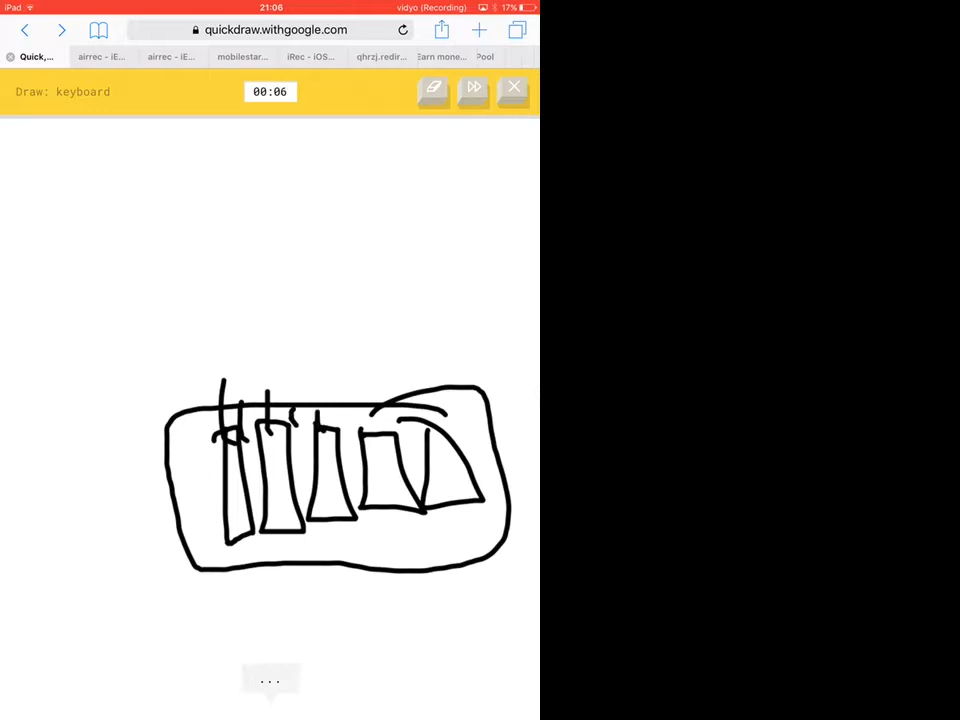 iPad 21:06 vidyo (Recording) 17%
quickdraw.withgoogle.com
Quick,... airrec - iE... airrec - iE... mobilestar... iRec - iOS... qhrzj.redir... Earn mone... Pool
Draw: keyboard 00:06
...